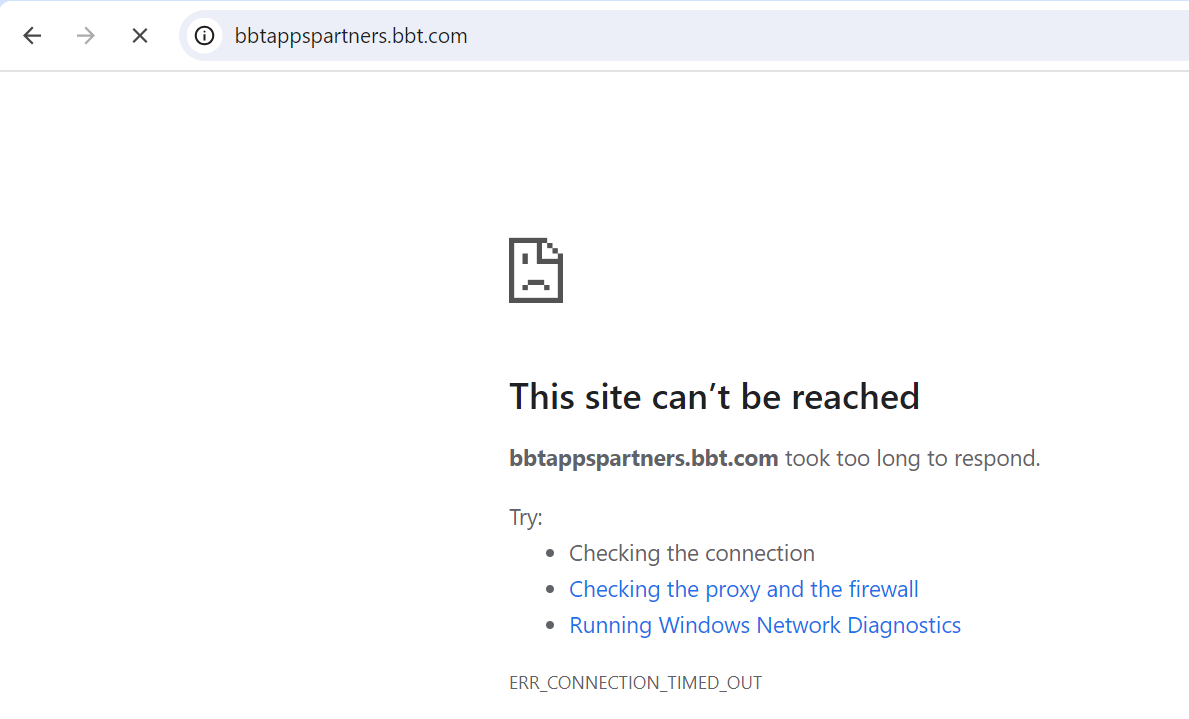 bbtappspartners.bbt.com
This site can’t be reached
bbtappspartners.bbt.com took too long to respond.
Try:
• Checking the connection
• Checking the proxy and the firewall
• Running Windows Network Diagnostics
ERR_CONNECTION_TIMED_OUT